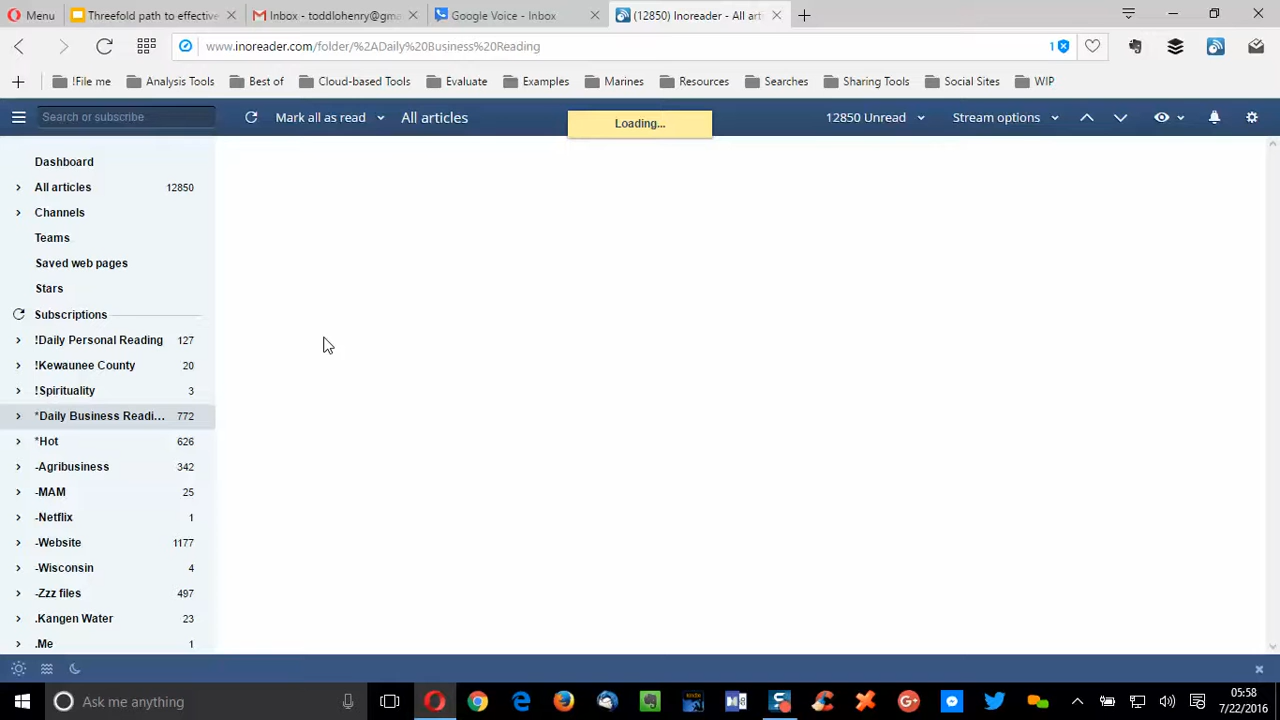 Menu
Threefold path to effective
Inbox - toddlohenry@gma
Google Voice - Inbox
(12850) Inoreader - All art
www.inoreader.com/folder/%2ADaily%20Business%20Reading
1
!File me
Analysis Tools
Best of
Cloud-based Tools
Evaluate
Examples
Marines
Resources
Searches
Sharing Tools
Social Sites
WIP
Search or subscribe
Mark all as read
All articles
Loading...
12850 Unread
Stream options
Dashboard
All articles 12850
Channels
Teams
Saved web pages
Stars
Subscriptions
!Daily Personal Reading 127
!Kewaunee County 20
!Spirituality 3
*Daily Business Readi... 772
*Hot 626
-Agribusiness 342
-MAM 25
-Netflix 1
-Website 1177
-Wisconsin 4
-Zzz files 497
.Kangen Water 23
.Me 1
Ask me anything
05:58
7/22/2016